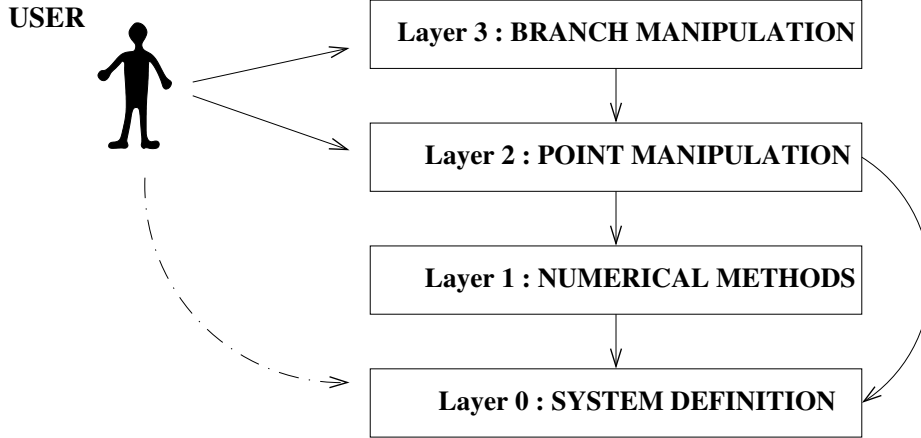 USER
Layer 3 : BRANCH MANIPULATION
Layer 2 : POINT MANIPULATION
Layer 1 : NUMERICAL METHODS
Layer 0 : SYSTEM DEFINITION